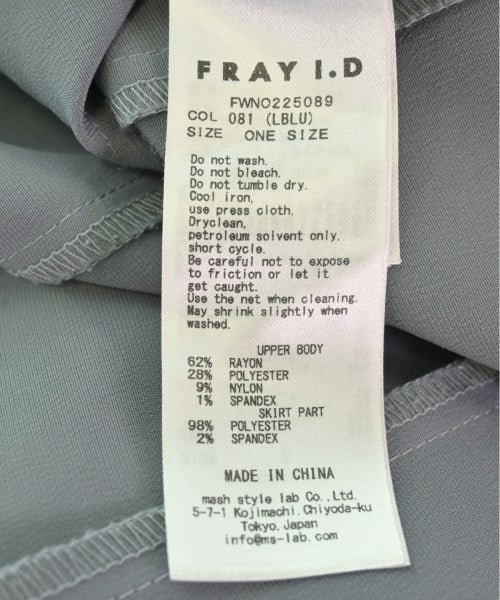 FRAY I.D
FWNO225089
COL 081 (LBLU)
SIZE ONE SIZE
Do not wash.
Do not bleach.
Do not tumble dry.
Cool iron,
use press cloth.
Dryclean,
petroleum solvent only,
short cycle.
Be careful not to expose
to friction or let it
get caught.
Use the net when cleaning.
May shrink slightly when
washed.
UPPER BODY
62% RAYON
28% POLYESTER
9% NYLON
1% SPANDEX
SKIRT PART
98% POLYESTER
2% SPANDEX
MADE IN CHINA
mash style lab Co.,Ltd.
5-7-1 Kojimachi,Chiyoda-ku
Tokyo,Japan
info@ms-lab.com